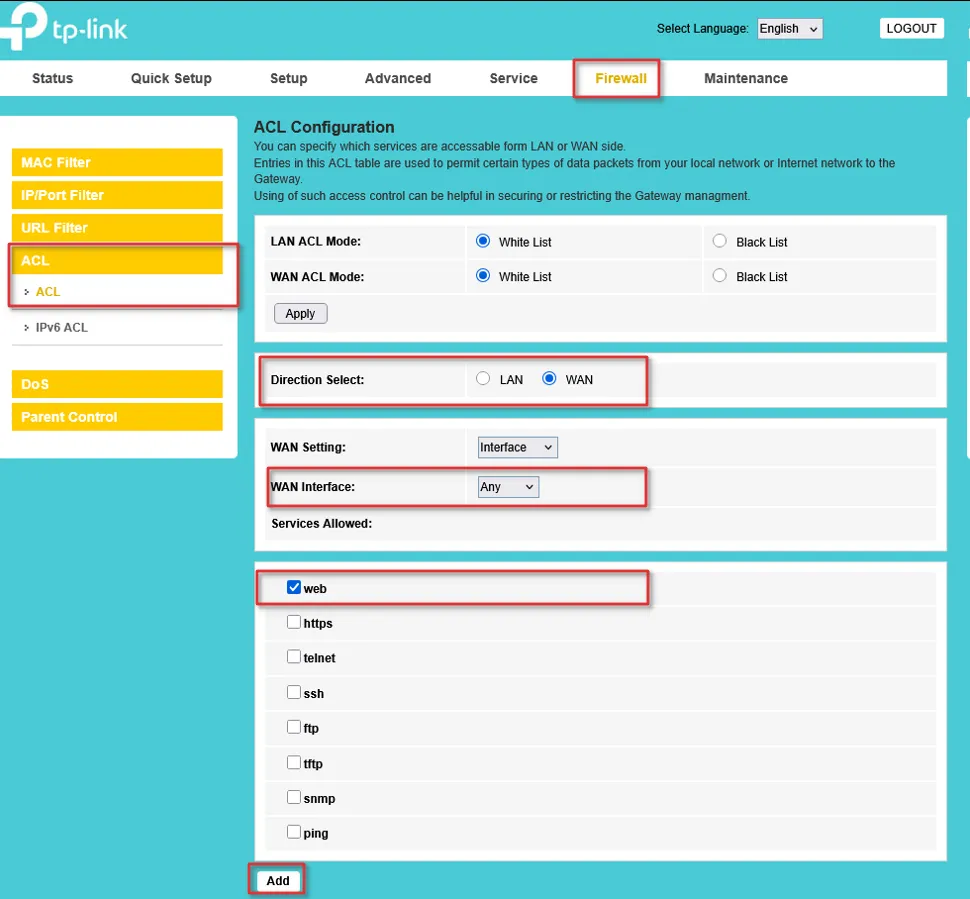 tp-link
Select Language: English LOGOUT
Status Quick Setup Setup Advanced Service Firewall Maintenance
MAC Filter
IP/Port Filter
URL Filter
ACL
> ACL
> IPv6 ACL
DoS
Parent Control
ACL Configuration
You can specify which services are accessable form LAN or WAN side.
Entries in this ACL table are used to permit certain types of data packets from your local network or Internet network to the
Gateway.
Using of such access control can be helpful in securing or restricting the Gateway managment.
LAN ACL Mode: White List Black List
WAN ACL Mode: White List Black List
Apply
Direction Select: LAN WAN
WAN Setting: Interface
WAN Interface: Any
Services Allowed:
web
https
telnet
ssh
ftp
tftp
snmp
ping
Add